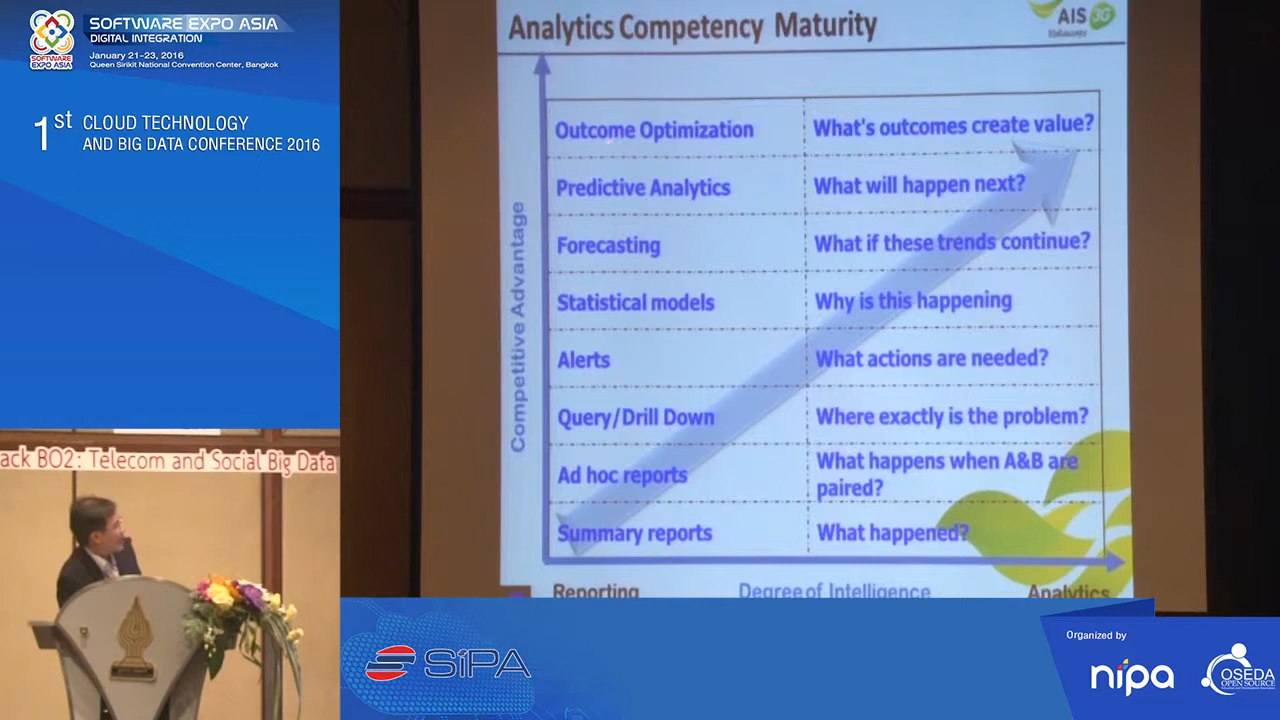 SOFTWARE EXPO ASIA
DIGITAL INTEGRATION
January 21-23, 2016
Queen Sirikit National Convention Center, Bangkok
SOFTWARE
EXPO ASIA
1st CLOUD TECHNOLOGY
AND BIG DATA CONFERENCE 2016
ack BO2: Telecom and Social Big Data
Analytics Competency Maturity
AIS 3G
Competitive Advantage
Outcome Optimization What's outcomes create value?
Predictive Analytics What will happen next?
Forecasting What if these trends continue?
Statistical models Why is this happening
Alerts What actions are needed?
Query/Drill Down Where exactly is the problem?
Ad hoc reports What happens when A&B are
paired?
Summary reports What happened?
Reporting Degree of Intelligence Analytics
SiPA
Organized by
nipa
OSEDA
OPEN SOURCE